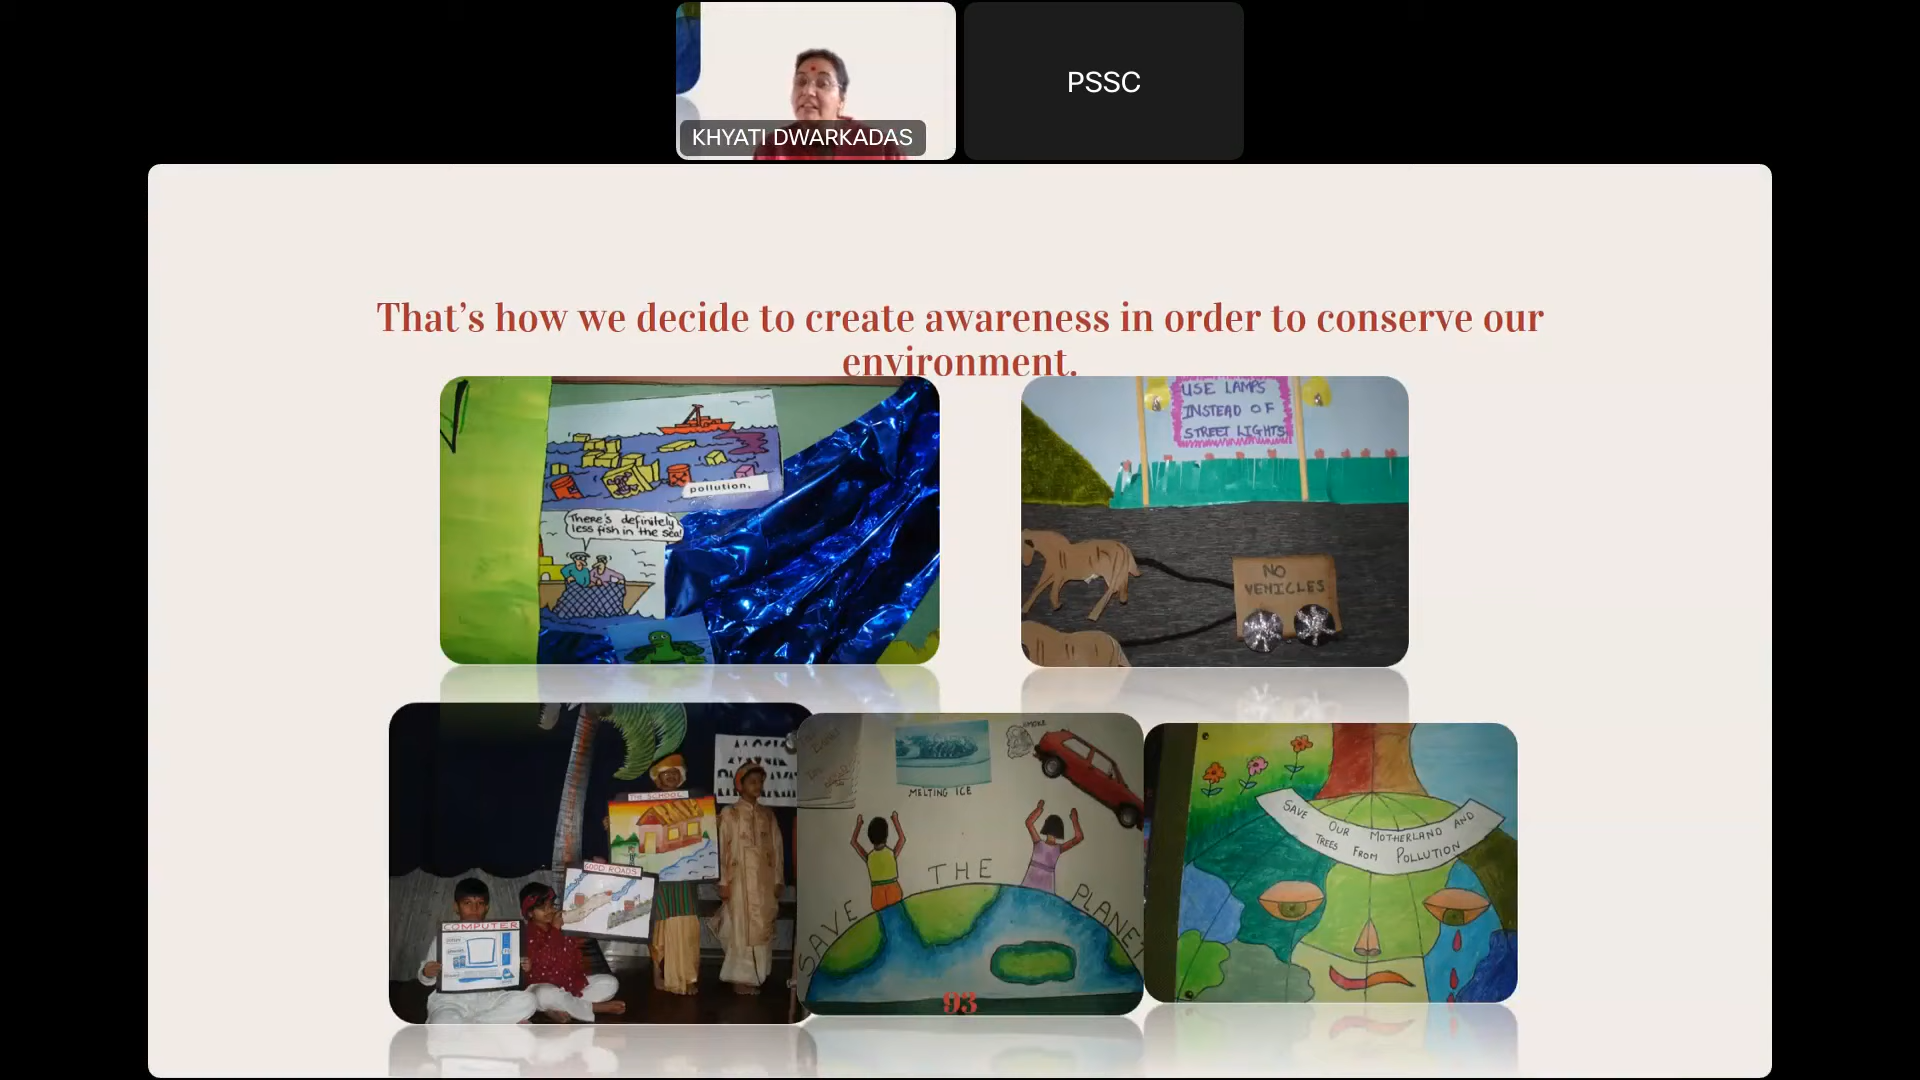 KHYATI DWARKADAS
PSSC
That's how we decide to create awareness in order to conserve our
environment.
pollution.
There's definitely
less fish in the sea!
USE LAMPS
INSTEAD OF
STREET LIGHTS
NO
VEHICLES
THE SCHOOL
GOOD ROADS
COMPUTER
SMOKE
MELTING ICE
SAVE THE PLANET
SAVE OUR MOTHERLAND AND
TREES FROM POLLUTION
93